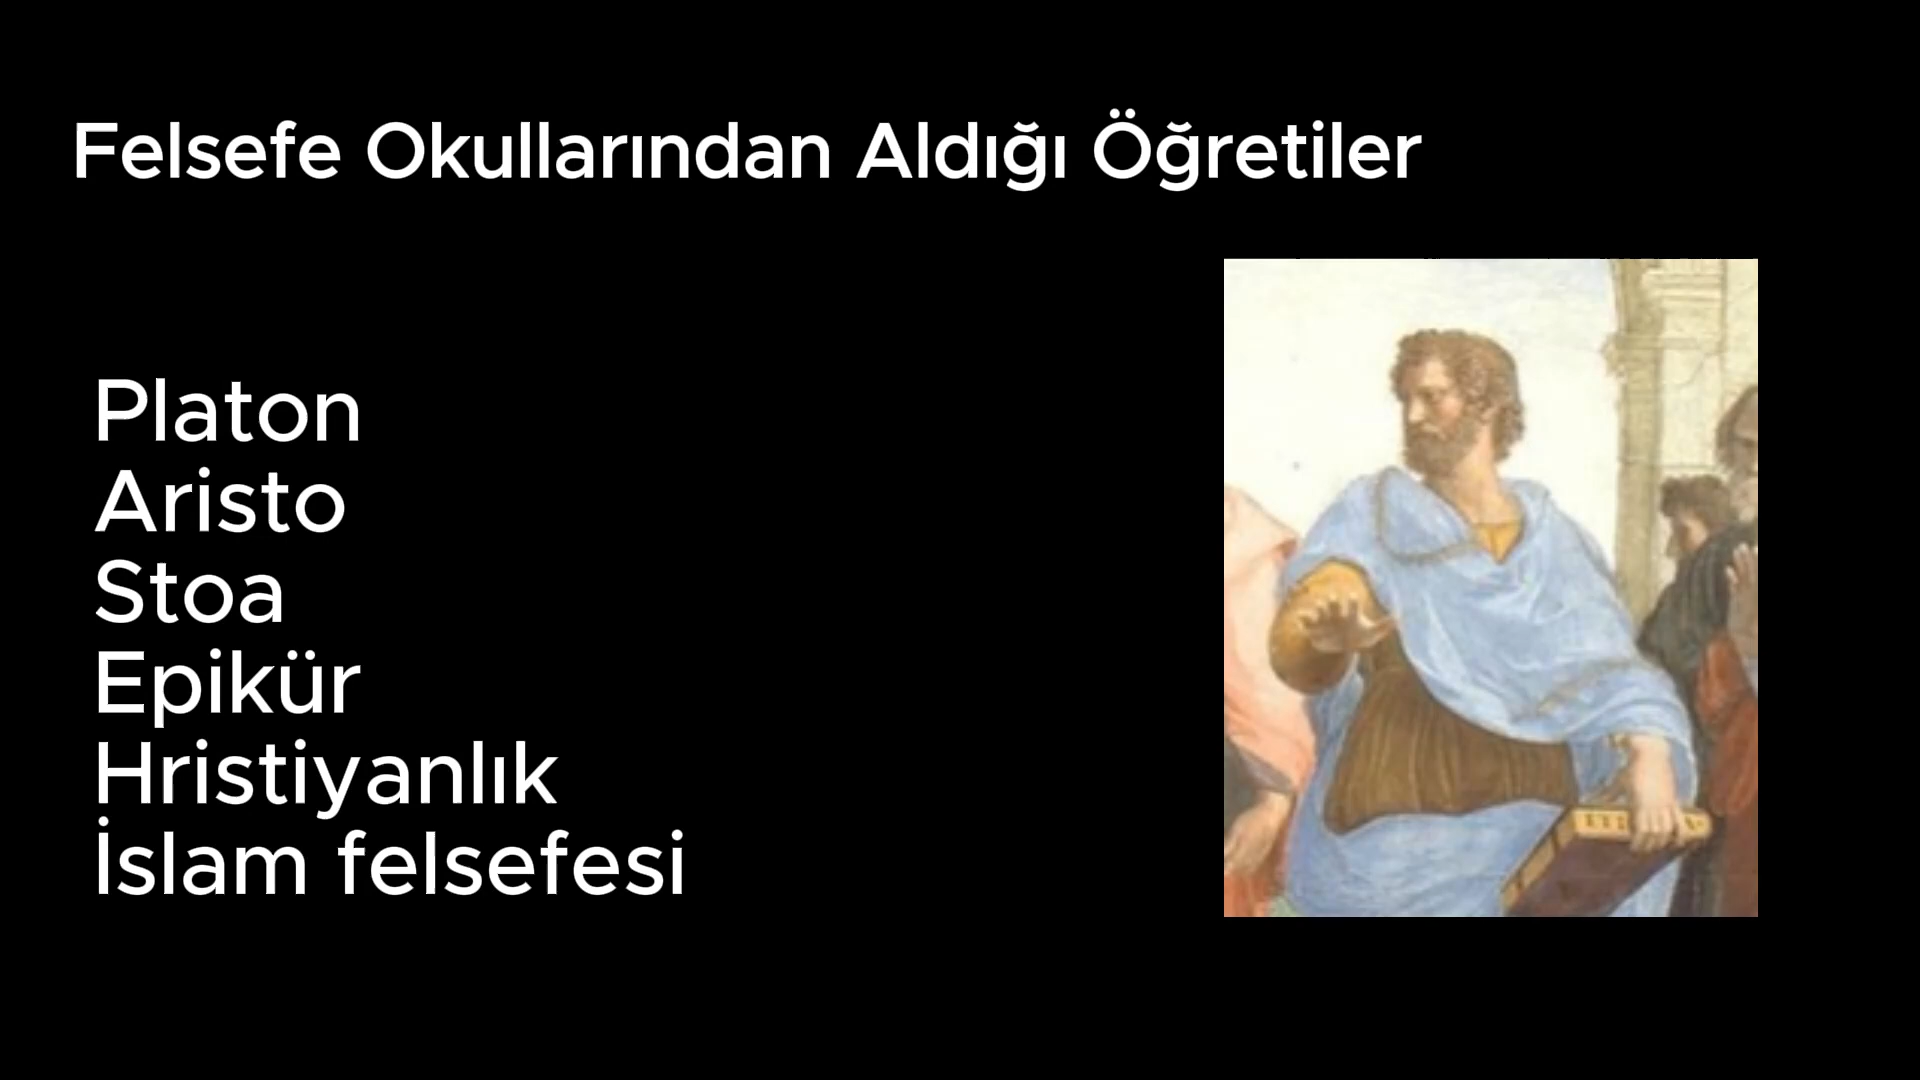 Felsefe Okullarından Aldığı Öğretiler
Platon
Aristo
Stoa
Epikür
Hristiyanlık
İslam felsefesi